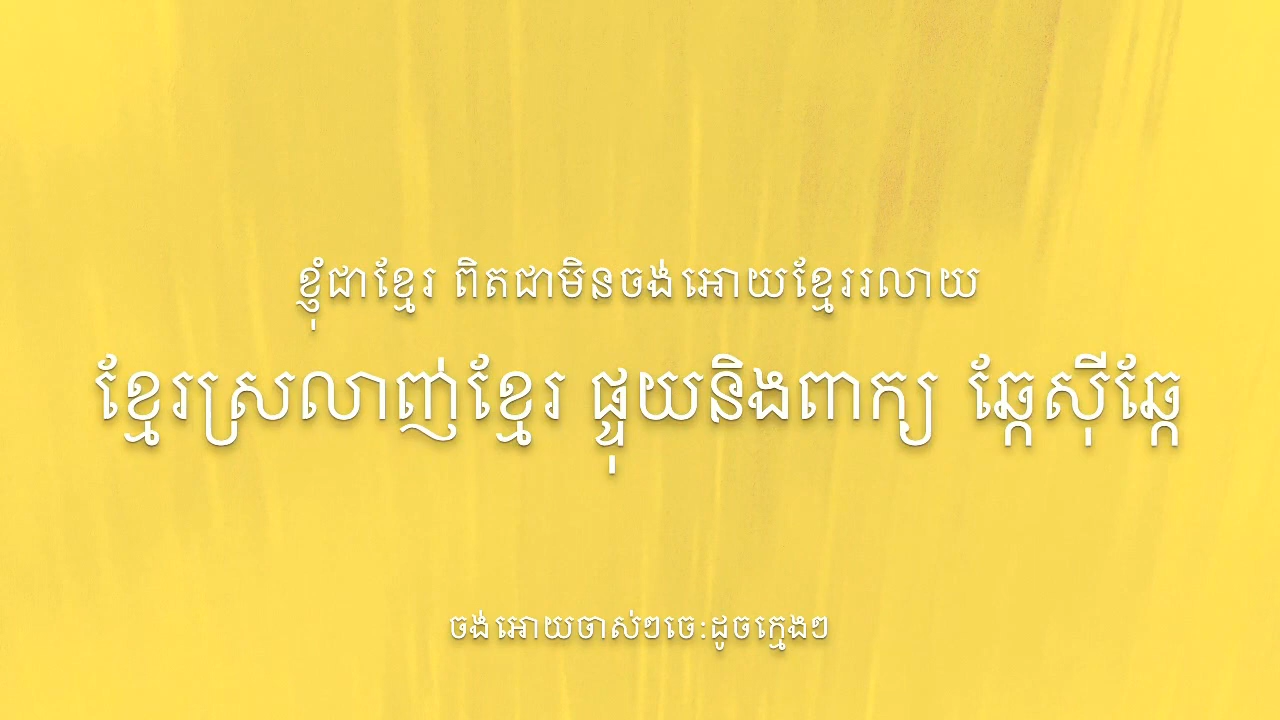 ខ្ញុំជាខ្មែរ ពិតជាមិនចង់អោយខ្មែររលាយ
ខ្មែរស្រលាញ់ខ្មែរ ផ្ទុយនិងពាក្យ ឆ្កែស៊ីឆ្កែ
ចង់អោយចាស់ៗចេះដូចក្មេងៗ